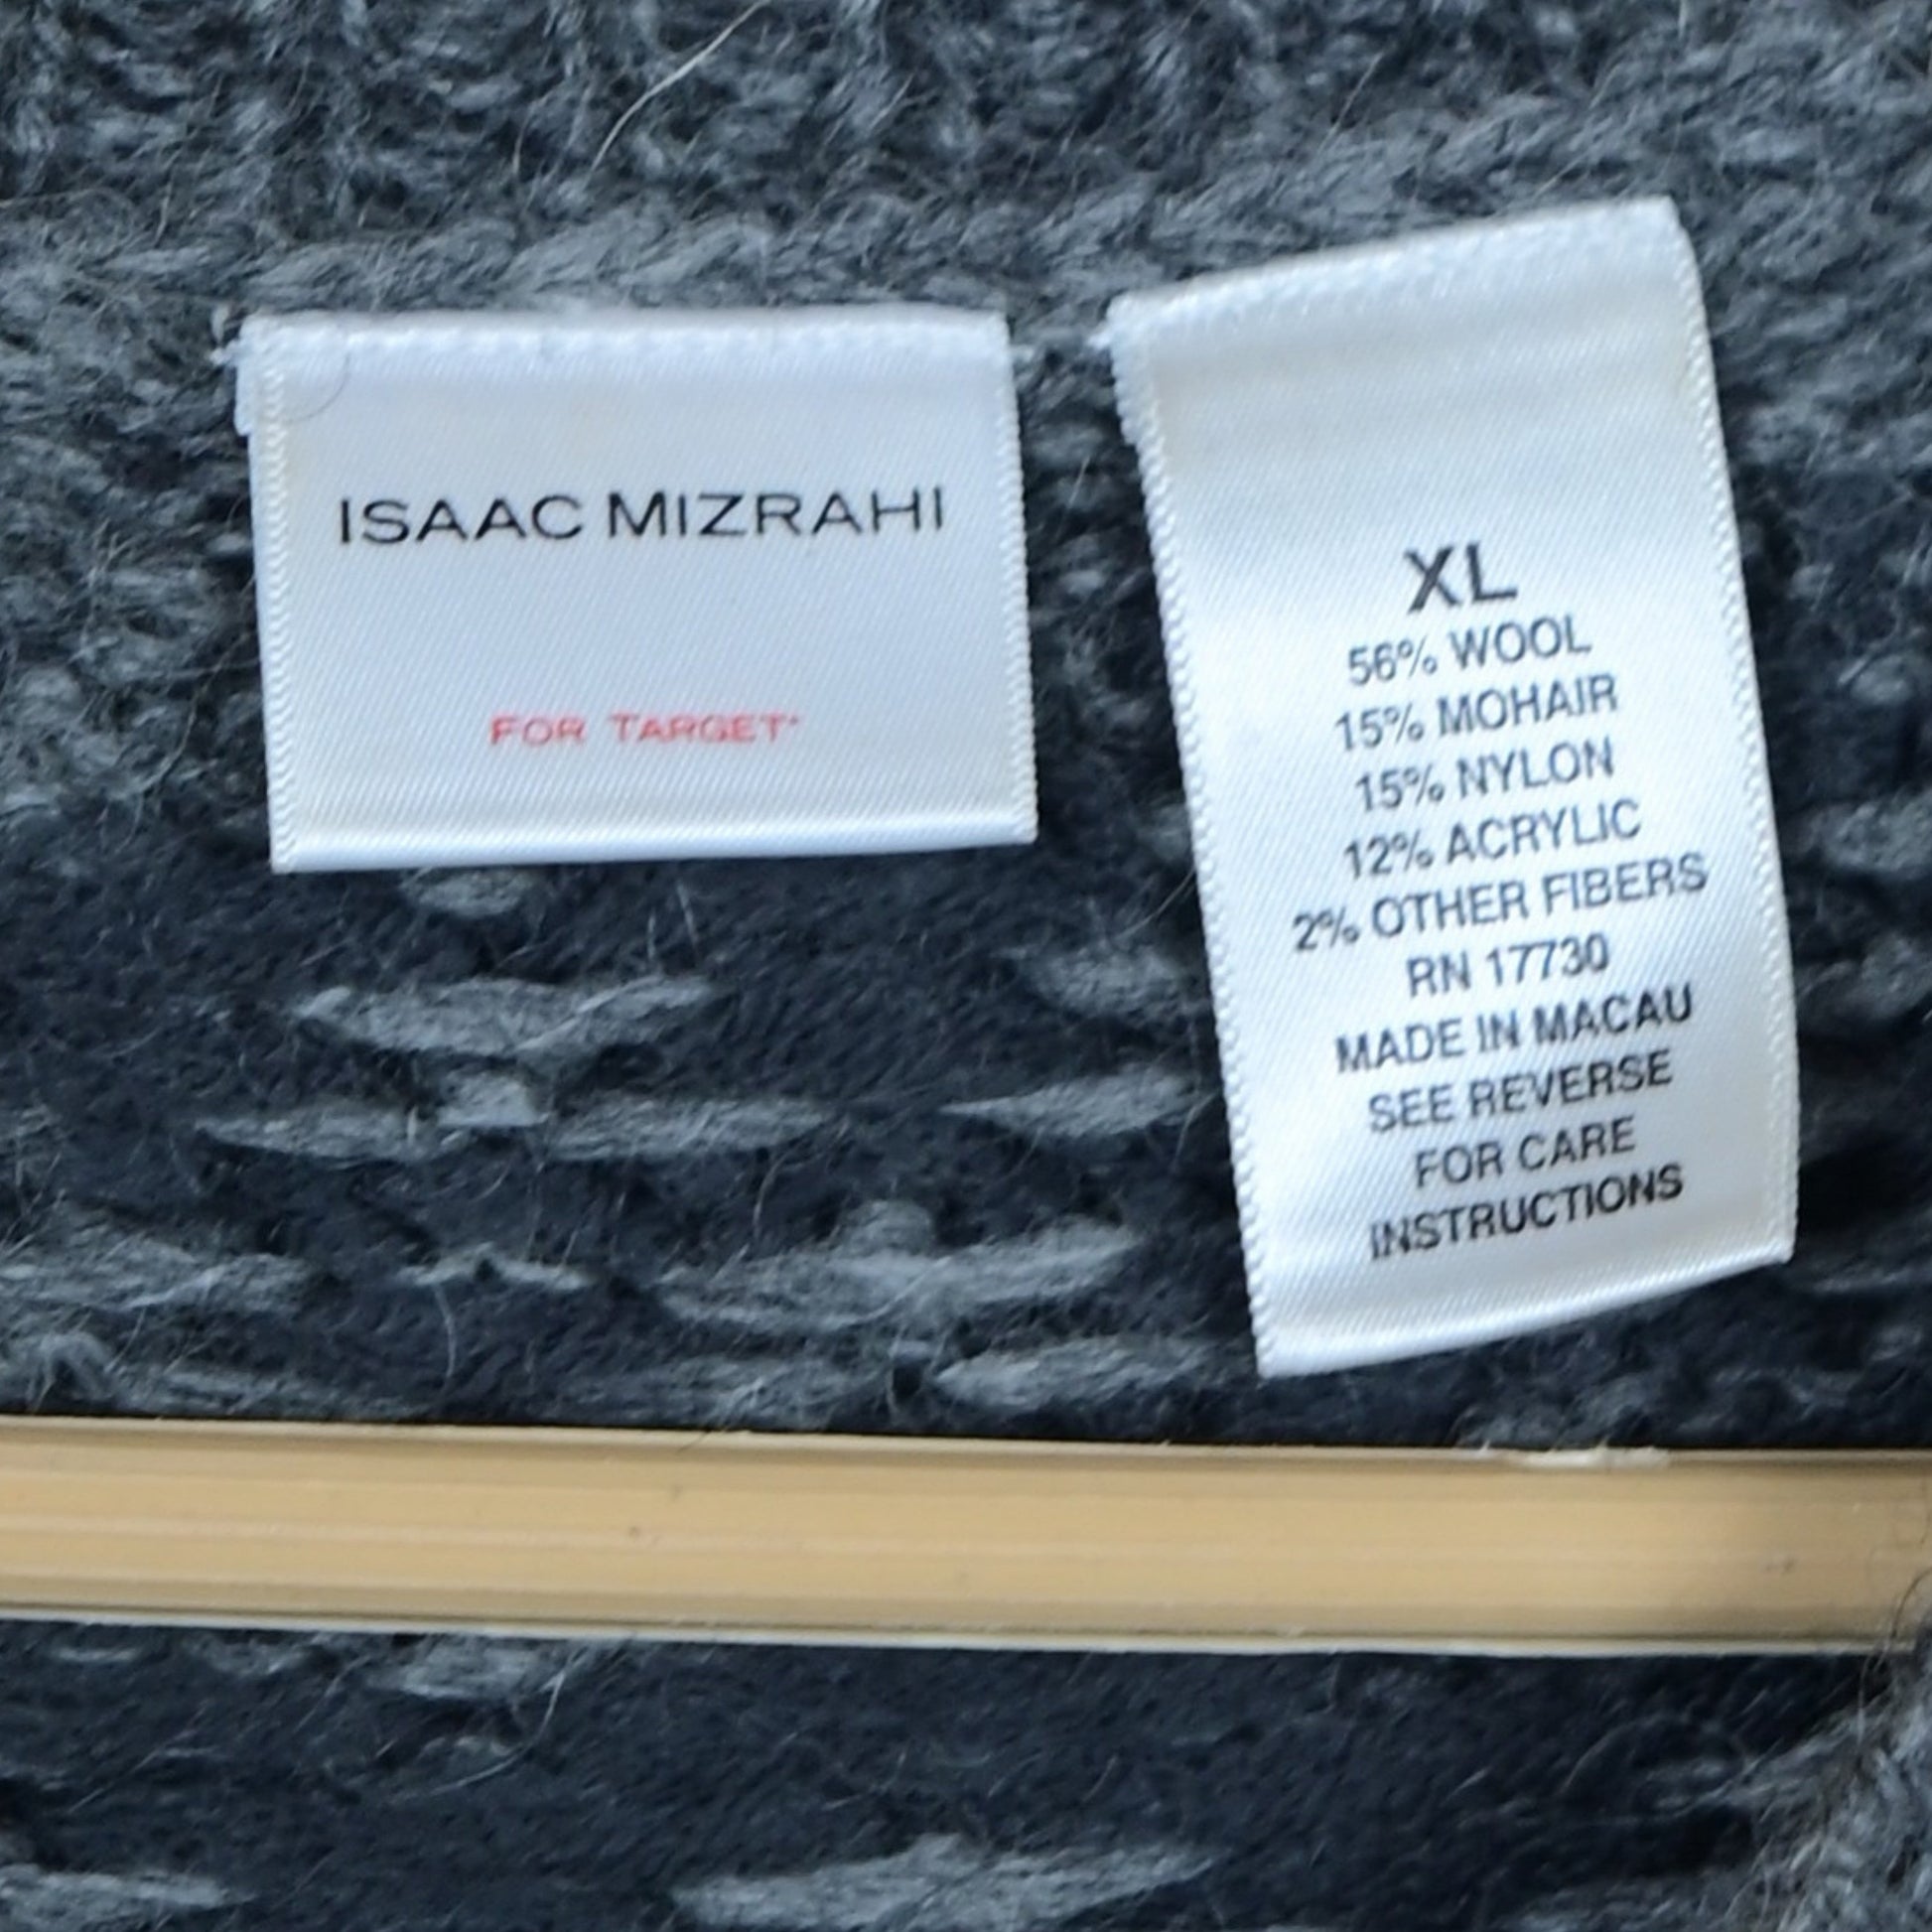 ISAAC MIZRAHI
FOR TARGET
XL
56% WOOL
15% MOHAIR
15% NYLON
12% ACRYLIC
2% OTHER FIBERS
RN 17730
MADE IN MACAU
SEE REVERSE
FOR CARE
INSTRUCTIONS